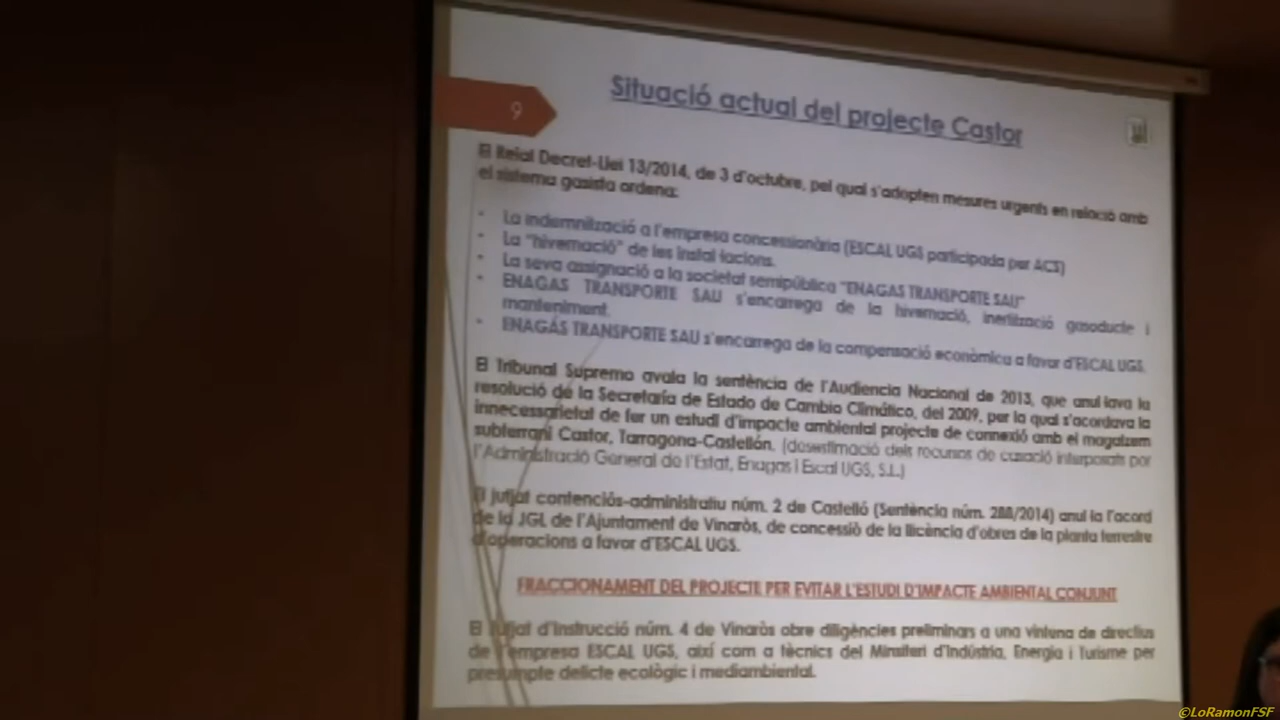 9
Situació actual del projecte Castor
El Reial Decret-Llei 13/2014, de 3 d'octubre, pel qual s'adopten mesures urgents en relació amb
el sistema gasista ordena:
La indemnització a l'empresa concessionària (ESCAL UGS participada per ACS)
La "hivernació" de les instal·lacions.
La seva assignació a la societat semipública "ENAGAS TRANSPORTE SAU"
ENAGAS TRANSPORTE SAU s'encarrega de la hivernació, inertització gasoducte i
manteniment.
ENAGÁS TRANSPORTE SAU s'encarrega de la compensació econòmica a favor d'ESCAL UGS.
El Tribunal Supremo avala la sentència de l'Audiencia Nacional de 2013, que anul·lava la
resolució de la Secretaría de Estado de Cambio Climático, del 2009, per la qual s'acordava la
innecessarietat de fer un estudi d'impacte ambiental projecte de connexió amb el magatzem
subterrani Castor, Tarragona-Castellón. (desestimació dels recursos de casació interposats per
l'Administració General de l'Estat, Enagas i Escal UGS, S.L.)
El jutjat contenciós-administratiu núm. 2 de Castelló (Sentència núm. 288/2014) anul·la l'acord
de la JGL de l'Ajuntament de Vinaròs, de concessió de la llicència d'obres de la planta terrestre
d'operacions a favor d'ESCAL UGS.
FRACCIONAMENT DEL PROJECTE PER EVITAR L'ESTUDI D'IMPACTE AMBIENTAL CONJUNT
El Jutjat d'Instrucció núm. 4 de Vinaròs obre diligències preliminars a una vintena de directius
de l'empresa ESCAL UGS, així com a tècnics del Minsiteri d'Indústria, Energia i Turisme per
presumpte delicte ecològic i mediambiental.
©LoRamonFSF